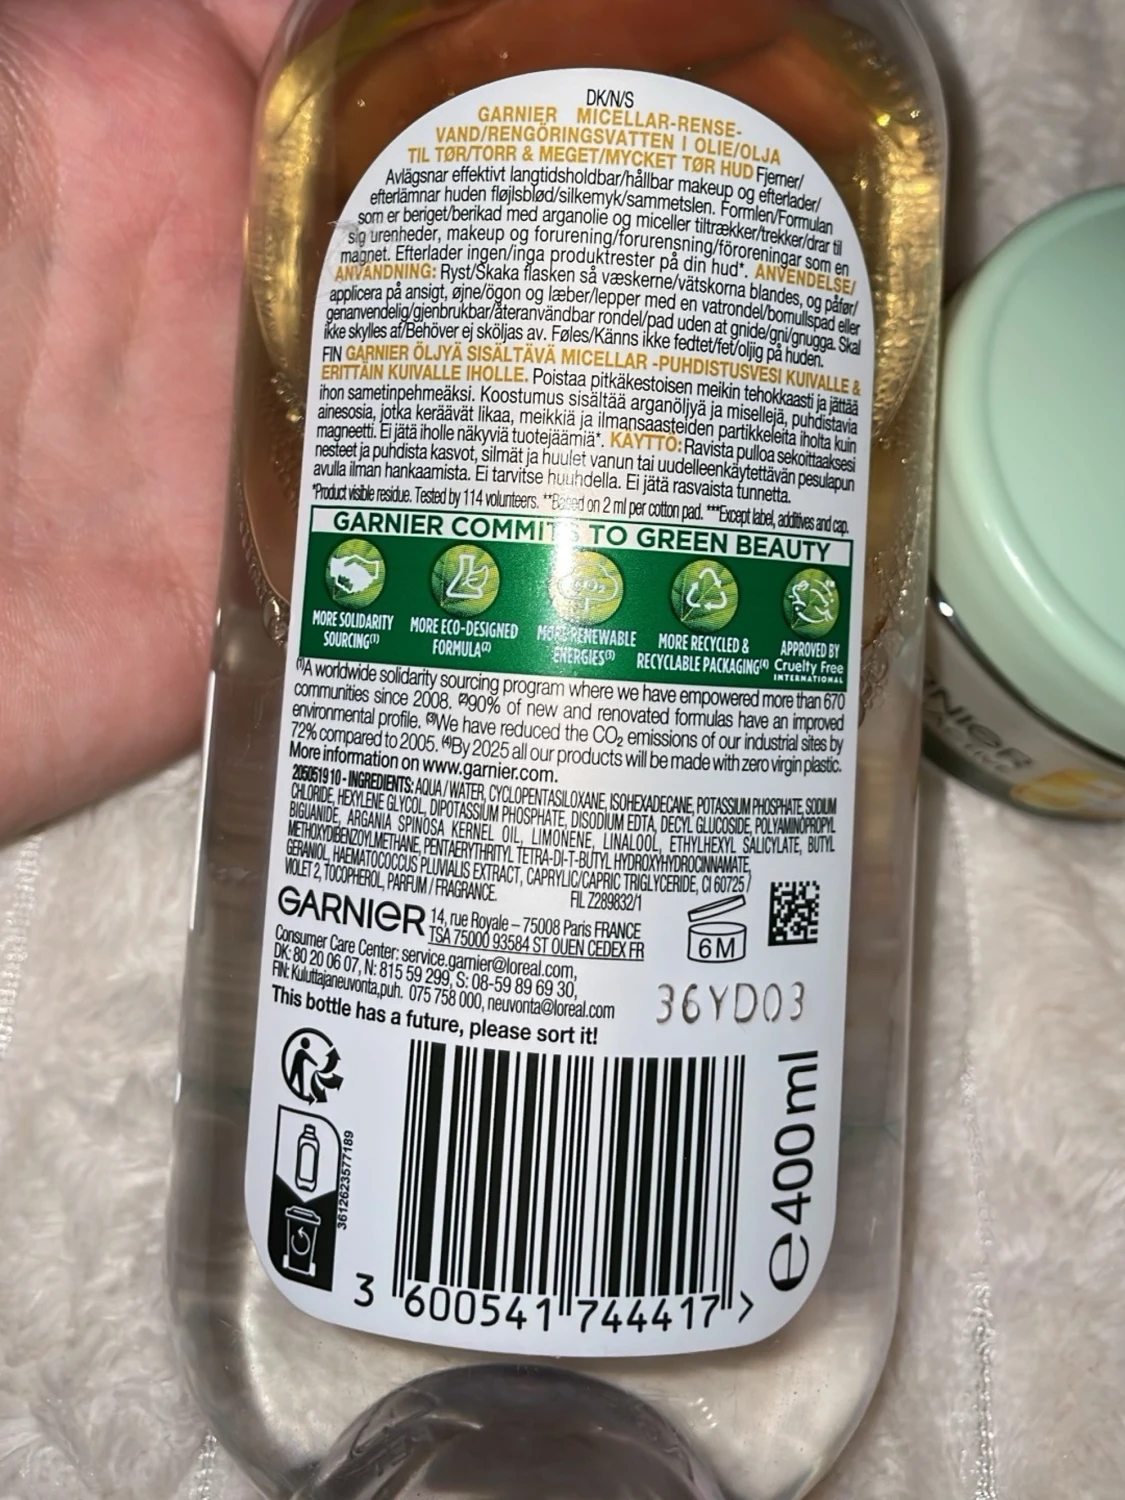 DK/N/S
GARNIER MICELLAR-RENSE-
VAND/RENGÖRINGSVATTEN I OLIE/OLJA
TIL TØR/TORR & MEGET/MYCKET TØR HUD Fjerner/
Avlägsnar effektivt langtidsholdbar/hållbar makeup og efterlader/
efterlämnar huden fløjlsblød/silkemyk/sammetslen. Formlen/Formulan
som er beriget/berikad med arganolie og miceller tiltrækker/trekker/drar til
sig urenheder, makeup og forurening/forurensning/föroreningar som en
magnet. Efterlader ingen/inga produktrester på din hud*. ANVENDELSE/
ANVÄNDNING: Ryst/Skaka flasken så væskerne/vätskorna blandes, og påfør/
applicera på ansigt, øjne/ögon og læber/lepper med en vatrondel/bomullspad eller
genanvendelig/gjenbrukbar/återanvändbar rondel/pad uden at gnide/gni/gnugga. Skal
ikke skylles af/Behöver ej sköljas av. Føles/Känns ikke fedtet/fet/oljig på huden.
FIN GARNIER ÖLJYÄ SISÄLTÄVÄ MICELLAR -PUHDISTUSVESI KUIVALLE &
ERITTÄIN KUIVALLE IHOLLE. Poistaa pitkäkestoisen meikin tehokkaasti ja jättää
ihon sametinpehmeäksi. Koostumus sisältää arganöljyä ja misellejä, puhdistavia
ainesosia, jotka keräävät likaa, meikkiä ja ilmansaasteiden partikkeleita iholta kuin
magneetti. Ei jätä iholle näkyviä tuotejäämiä*. KÄYTTÖ: Ravista pulloa sekoittaaksesi
nesteet ja puhdista kasvot, silmät ja huulet vanun tai uudelleenkäytettävän pesulapun
avulla ilman hankaamista. Ei tarvitse huuhdella. Ei jätä rasvaista tunnetta.
*Product visible residue. Tested by 114 volunteers. **Based on 2 ml per cotton pad. ***Except label, additives and cap.
GARNIER COMMITS TO GREEN BEAUTY
CO2
MORE SOLIDARITY
SOURCING(1)
MORE ECO-DESIGNED
FORMULA(2)
MORE RENEWABLE
ENERGIES(3)
MORE RECYCLED &
RECYCLABLE PACKAGING(4)
APPROVED BY
Cruelty Free
INTERNATIONAL
(1)A worldwide solidarity sourcing program where we have empowered more than 670
communities since 2008. (2)90% of new and renovated formulas have an improved
environmental profile. (3)We have reduced the CO2 emissions of our industrial sites by
72% compared to 2005. (4)By 2025 all our products will be made with zero virgin plastic.
More information on www.garnier.com.
205051910 - INGREDIENTS: AQUA / WATER, CYCLOPENTASILOXANE, ISOHEXADECANE, POTASSIUM PHOSPHATE, SODIUM
CHLORIDE, HEXYLENE GLYCOL, DIPOTASSIUM PHOSPHATE, DISODIUM EDTA, DECYL GLUCOSIDE, POLYAMINOPROPYL
BIGUANIDE, ARGANIA SPINOSA KERNEL OIL, LIMONENE, LINALOOL, ETHYLHEXYL SALICYLATE, BUTYL
METHOXYDIBENZOYLMETHANE, PENTAERYTHRITYL TETRA-DI-T-BUTYL HYDROXYHYDROCINNAMATE,
GERANIOL, HAEMATOCOCCUS PLUVIALIS EXTRACT, CAPRYLIC/CAPRIC TRIGLYCERIDE, CI 60725 /
VIOLET 2, TOCOPHEROL, PARFUM / FRAGRANCE. FIL Z289832/1
GARNIER 14, rue Royale – 75008 Paris FRANCE
TSA 75000 93584 ST OUEN CEDEX FR
6M
Consumer Care Center: service.garnier@loreal.com,
DK: 80 20 06 07, N: 815 59 299, S: 08-59 89 69 30,
FIN: Kuluttajaneuvonta,puh. 075 758 000, neuvonta@loreal.com
This bottle has a future, please sort it!
36YD03
3612623577189
e400ml
3 600541 744417 >